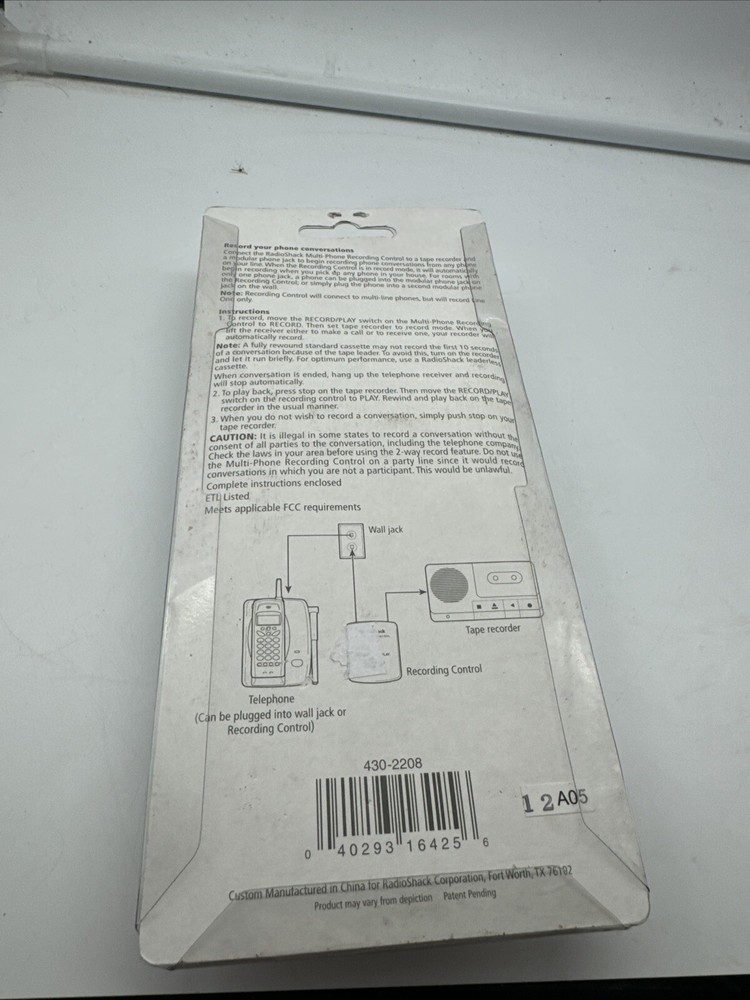 Record your phone conversations
Connect the RadioShack Multi-Phone Recording Control to a tape recorder and
a modular phone jack to begin recording phone conversations from any phone
on your line. When the Recording Control is in record mode, it will automatically
begin recording when you pick up any phone in your house. For rooms with
only one phone jack, a phone can be plugged into the modular phone jack on
the Recording Control, or simply plug the phone into a second modular phone
jack on the wall.
Note: Recording Control will connect to multi-line phones, but will record Line
One only.
Instructions
1. To record, move the RECORD/PLAY switch on the Multi-Phone Recording
Control to RECORD. Then set tape recorder to record mode. When you
lift the receiver either to make a call or to receive one, your recorder will
automatically record.
Note: A fully rewound standard cassette may not record the first 10 seconds
of a conversation because of the tape leader. To avoid this, turn on the recorder
and let it run briefly. For optimum performance, use a RadioShack leaderless
cassette.
When conversation is ended, hang up the telephone receiver and recording
will stop automatically.
2. To play back, press stop on the tape recorder. Then move the RECORD/PLAY
switch on the recording control to PLAY. Rewind and play back on the tape
recorder in the usual manner.
3. When you do not wish to record a conversation, simply push stop on your
tape recorder.
CAUTION: It is illegal in some states to record a conversation without the
consent of all parties to the conversation, including the telephone company.
Check the laws in your area before using the 2-way record feature. Do not use
the Multi-Phone Recording Control on a party line since it would record
conversations in which you are not a participant. This would be unlawful.
Complete instructions enclosed
ETL Listed
Meets applicable FCC requirements
Wall jack
Tape recorder
Recording Control
Telephone
(Can be plugged into wall jack or
Recording Control)
430-2208
12A05
0 40293 16425 6
Custom Manufactured in China for RadioShack Corporation, Fort Worth, TX 76102
Product may vary from depiction Patent Pending